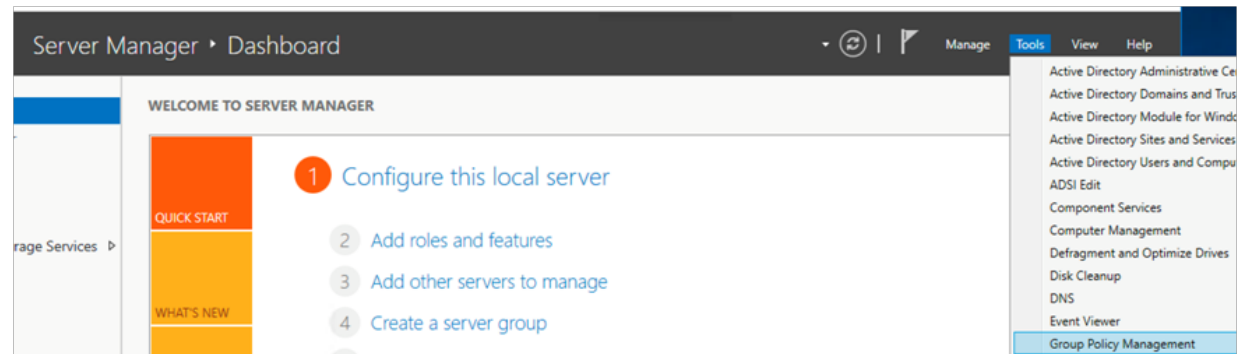 Server Manager ‣ Dashboard
Manage Tools View Help
WELCOME TO SERVER MANAGER
QUICK START
WHAT'S NEW
1 Configure this local server
2 Add roles and features
3 Add other servers to manage
4 Create a server group
rage Services
Active Directory Administrative Ce
Active Directory Domains and Trus
Active Directory Module for Windo
Active Directory Sites and Services
Active Directory Users and Compu
ADSI Edit
Component Services
Computer Management
Defragment and Optimize Drives
Disk Cleanup
DNS
Event Viewer
Group Policy Management